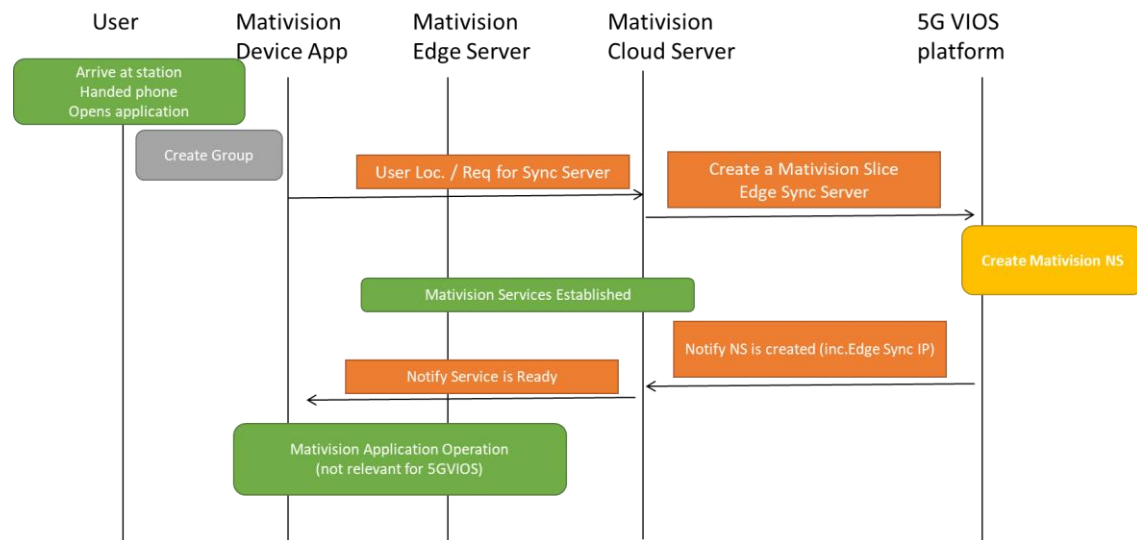 User
Mativision
Device App
Mativision
Edge Server
Mativision
Cloud Server
5G VIOS
platform
Arrive at station
Handed phone
Opens application
Create Group
User Loc. / Req for Sync Server
Create a Mativision Slice
Edge Sync Server
Create Mativision NS
Mativision Services Established
Notify NS is created (inc.Edge Sync IP)
Notify Service is Ready
Mativision Application Operation
(not relevant for 5GVIOS)